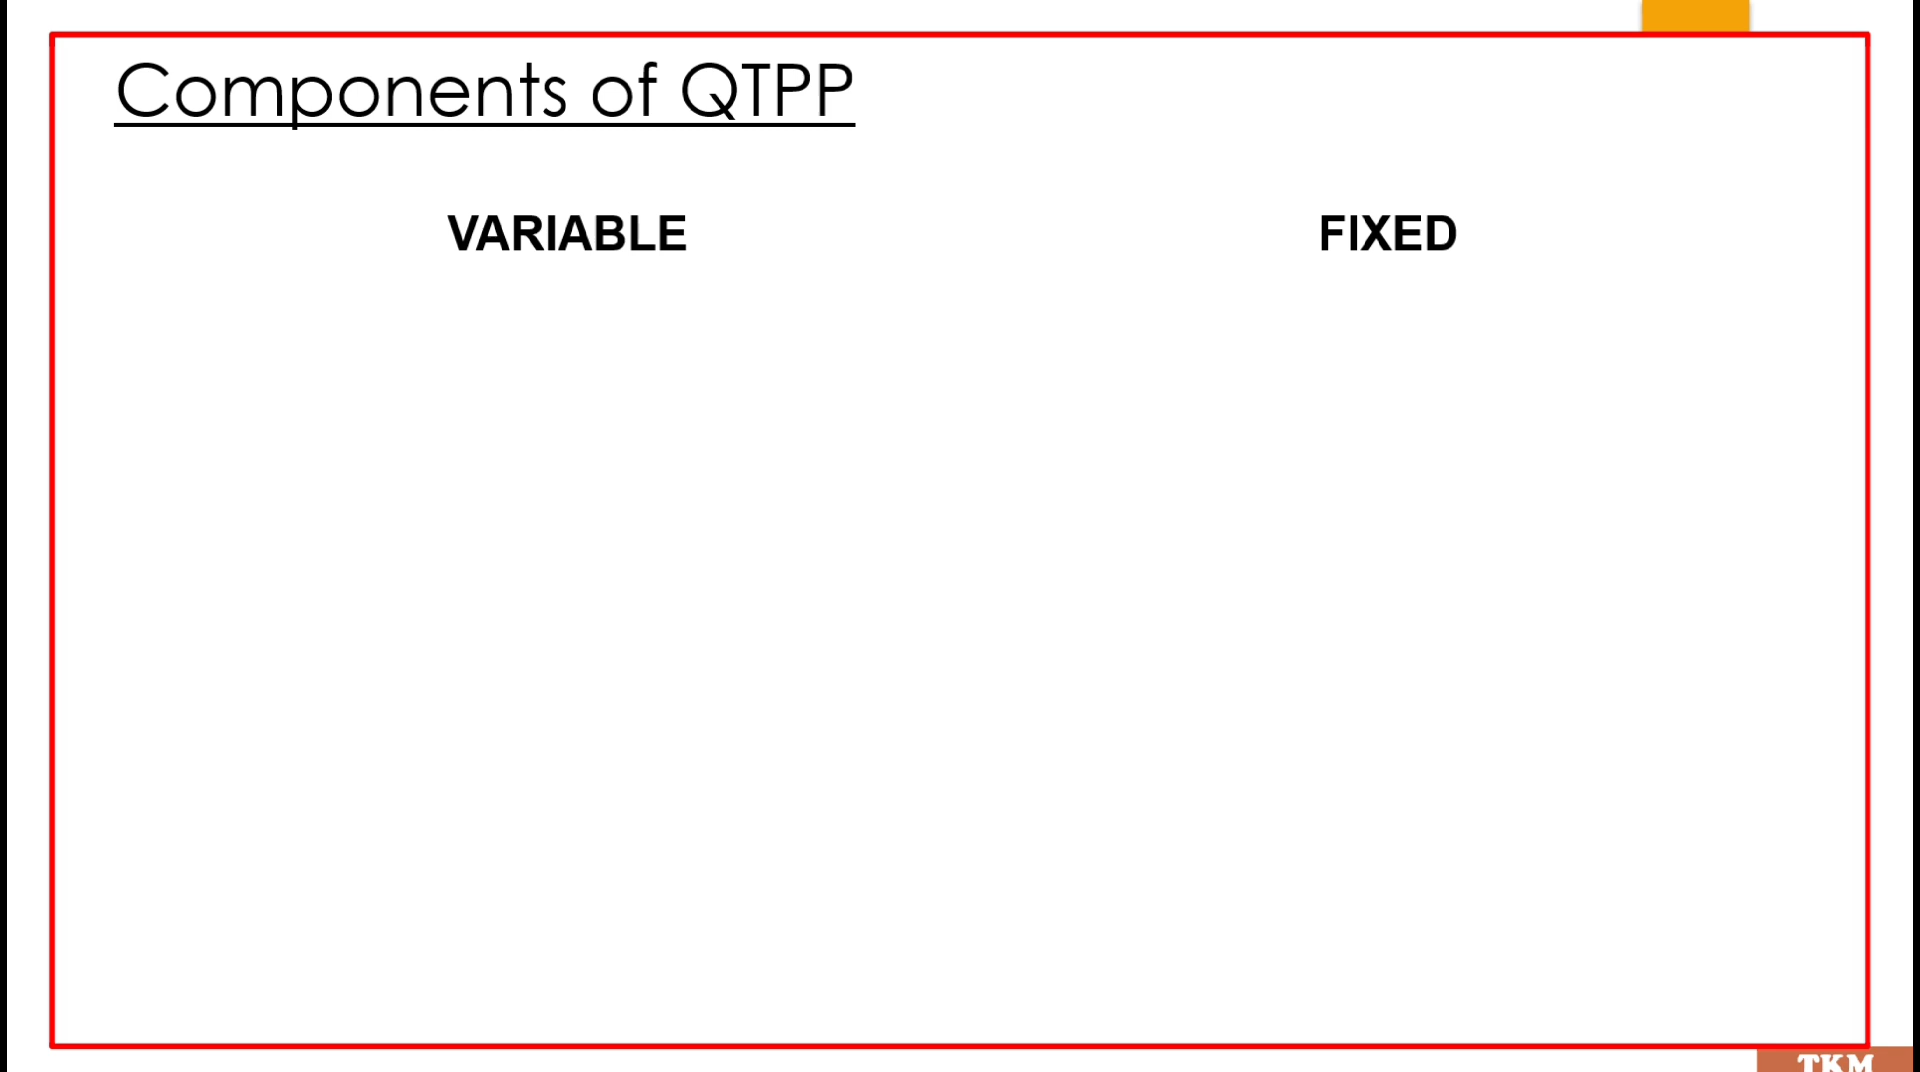 Components of QTPP
VARIABLE FIXED
TKM